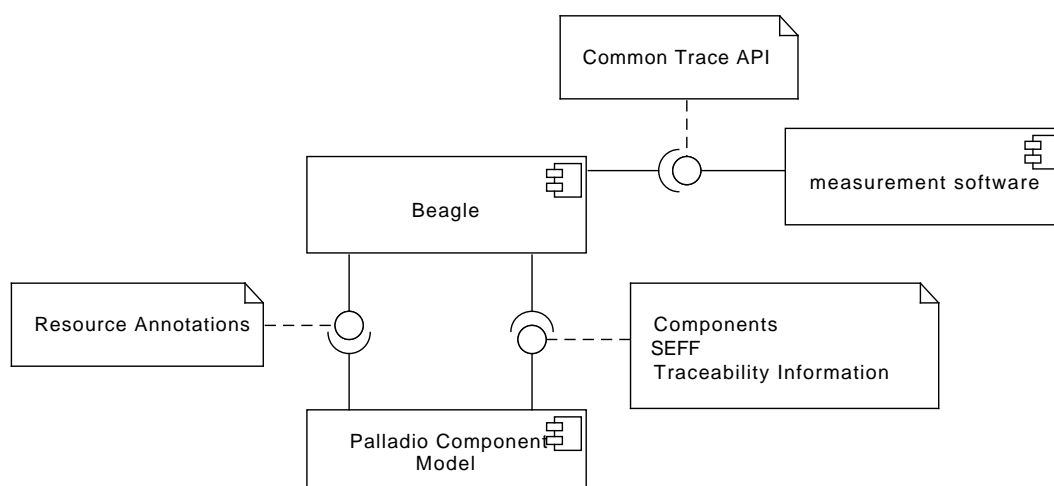 Common Trace API
measurement software
Beagle
Resource Annotations
Components
SEFF
Traceability Information
Palladio Component
Model